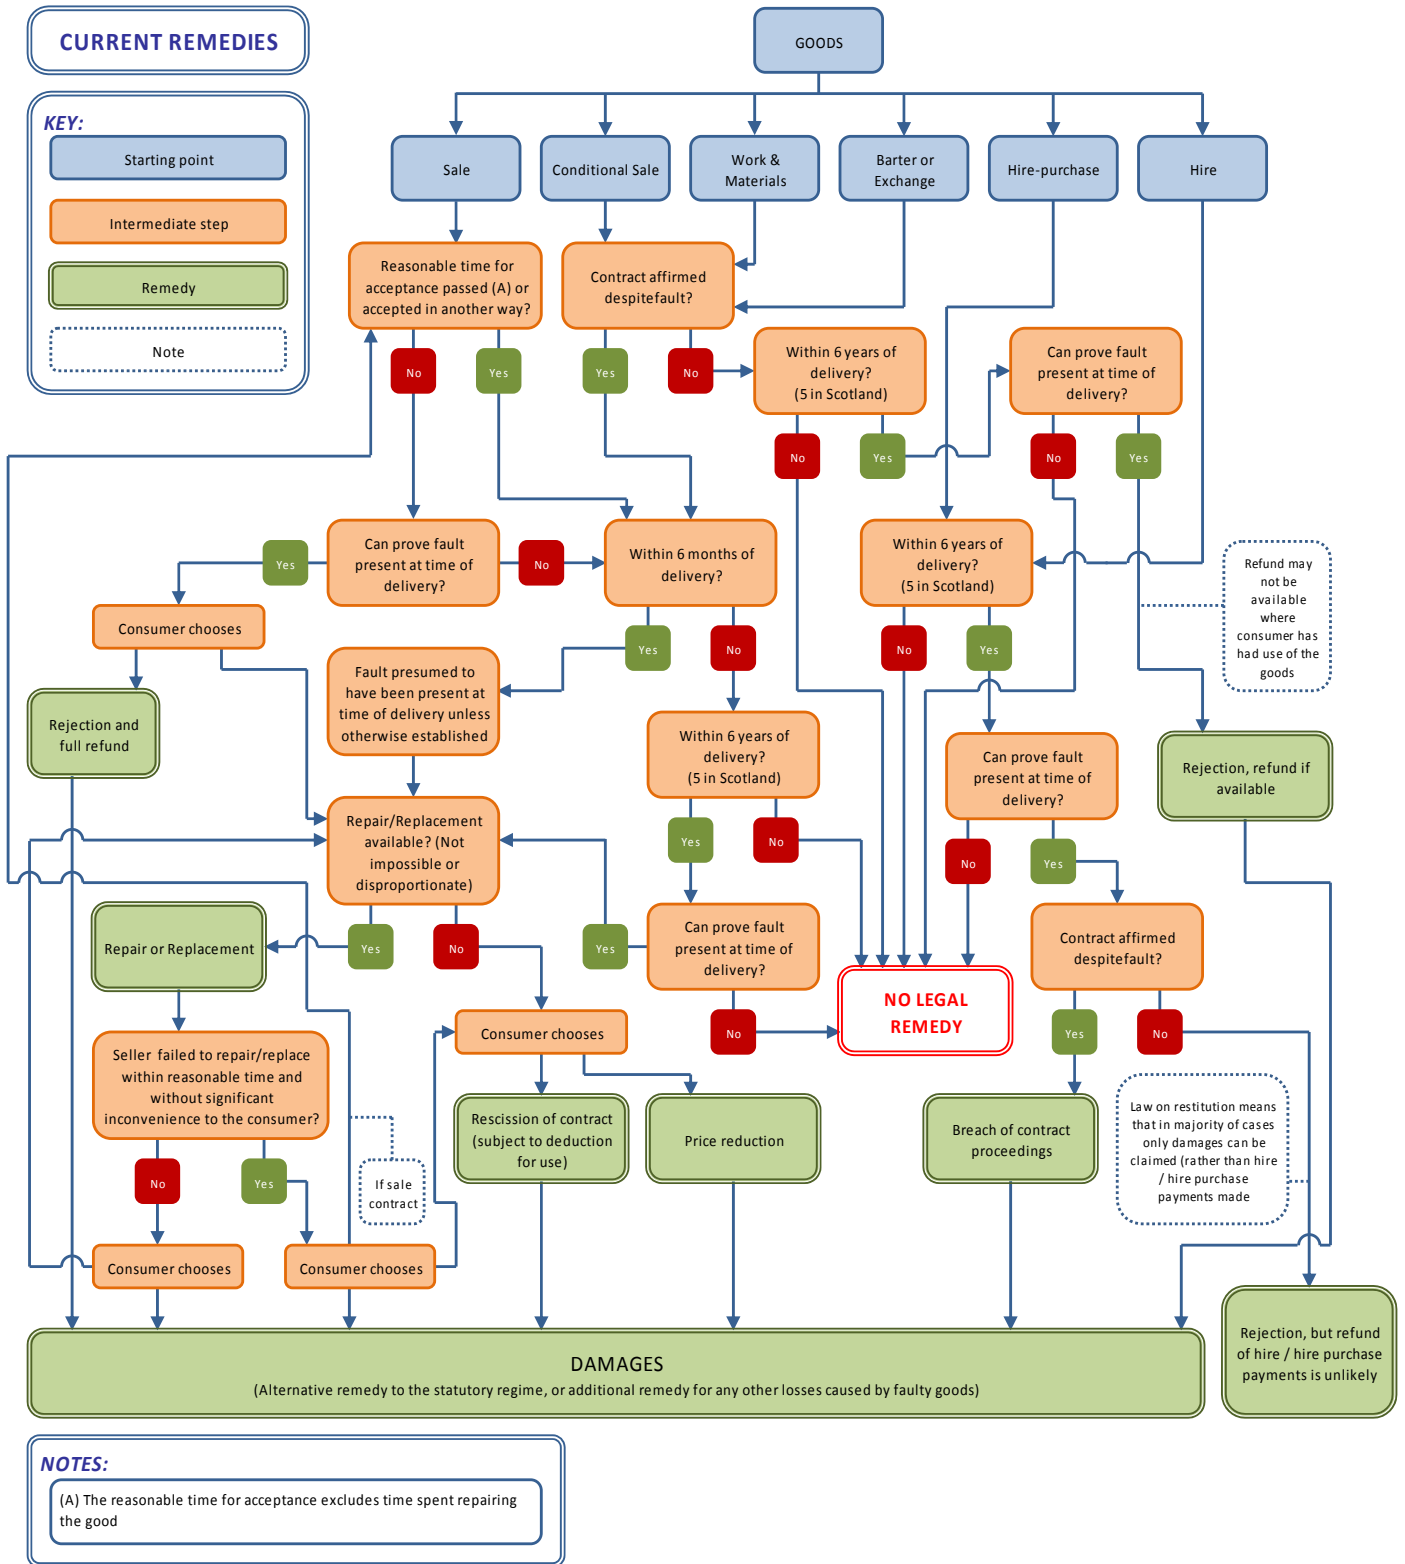 CURRENT REMEDIES
GOODS
KEY:
Starting point
Intermediate step
Remedy
Note
Sale
Conditional Sale
Work &
Materials
Barter or
Exchange
Hire-purchase
Hire
Reasonable time for
acceptance passed (A) or
accepted in another way?
Contract affirmed
despitefault?
No
Yes
Yes
No
Within 6 years of
delivery?
(5 in Scotland)
Can prove fault
present at time of
delivery?
No
Yes
No
Yes
Yes
Can prove fault
present at time of
delivery?
No
Within 6 months of
delivery?
Within 6 years of
delivery?
(5 in Scotland)
Refund may
not be
available
where
consumer has
had use of the
goods
Consumer chooses
Yes
No
No
Yes
Fault presumed to
have been present at
time of delivery unless
otherwise established
Rejection and
full refund
Within 6 years of
delivery?
(5 in Scotland)
Can prove fault
present at time of
delivery?
Rejection, refund if
available
Repair/Replacement
available? (Not
impossible or
disproportionate)
Yes
No
No
Yes
Repair or Replacement
Yes
No
Yes
Can prove fault
present at time of
delivery?
Contract affirmed
despitefault?
NO LEGAL
REMEDY
Consumer chooses
No
Yes
No
Seller failed to repair/replace
within reasonable time and
without significant
inconvenience to the consumer?
Rescission of contract
(subject to deduction
for use)
Price reduction
Breach of contract
proceedings
Law on restitution means
that in majority of cases
only damages can be
claimed (rather than hire
/ hire purchase
payments made
No
Yes
If sale
contract
Consumer chooses
Consumer chooses
Rejection, but refund
of hire / hire purchase
payments is unlikely
DAMAGES
(Alternative remedy to the statutory regime, or additional remedy for any other losses caused by faulty goods)
NOTES:
(A) The reasonable time for acceptance excludes time spent repairing
the good